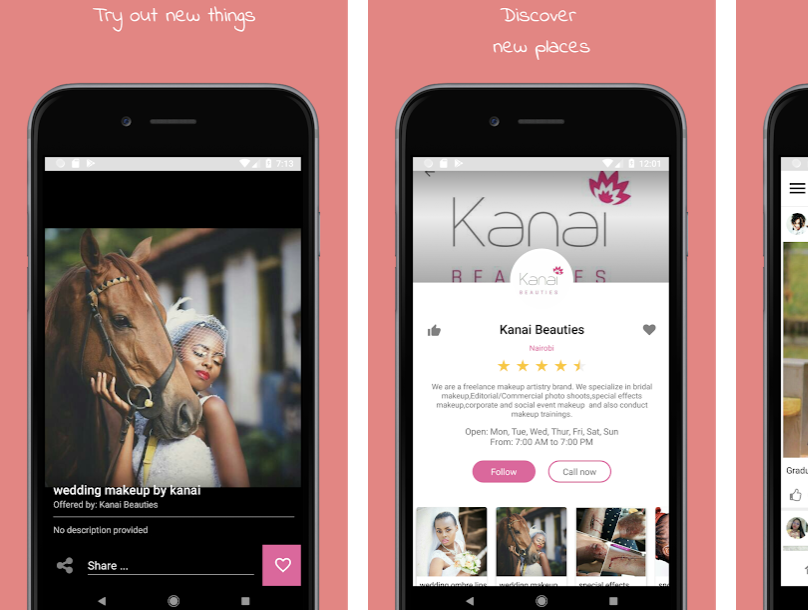 Try out new things
7:13
wedding makeup by kanai
Offered by: Kanai Beauties
No description provided
Share ...
Discover
new places
12:01
Kanai
Kanai
BEAUTIES
Kanai Beauties
Nairobi
We are a freelance makeup artistry brand. We specialize in bridal
makeup,Editorial/Commercial photo shoots,special effects
makeup,corporate and social event makeup and also conduct
makeup trainings.
Open: Mon, Tue, Wed, Thur, Fri, Sat, Sun
From: 7:00 AM to 7:00 PM
Follow
Call now
wedding ombre lips
wedding makeup
special effects